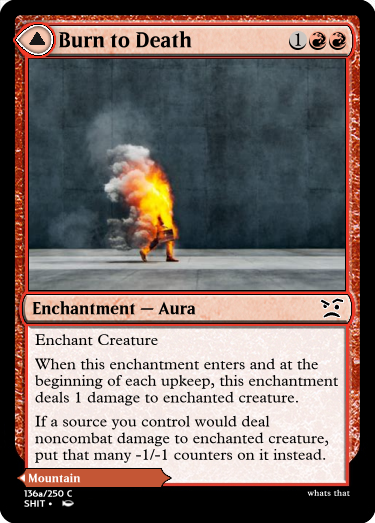 Burn to Death 1
Enchantment — Aura
Enchant Creature
When this enchantment enters and at the
beginning of each upkeep, this enchantment
deals 1 damage to enchanted creature.
If a source you control would deal
noncombat damage to enchanted creature,
put that many -1/-1 counters on it instead.
Mountain
136a/250 C
whats that
SHIT •